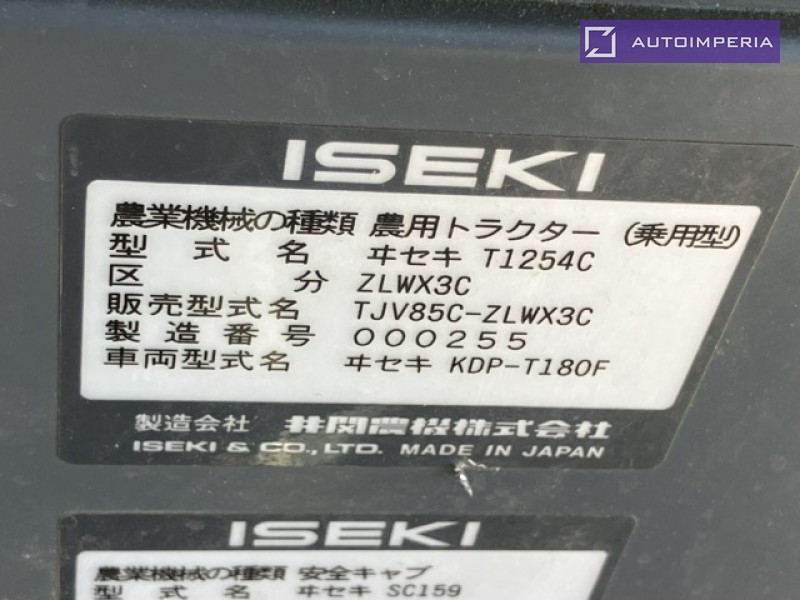 AUTOIMPERIA
ISEKI
農業機械の種類 農用トラクター (乗用型)
型式名 ヰセキ T1254C
区分 ZLWX3C
販売型式名 TJV85C-ZLWX3C
製造番号 000255
車両型式名 ヰセキ KDP-T180F
製造会社 井関農機株式会社
ISEKI & CO., LTD. MADE IN JAPAN
ISEKI
農業機械の種類 安全キャブ
型式名 ヰセキ SC159